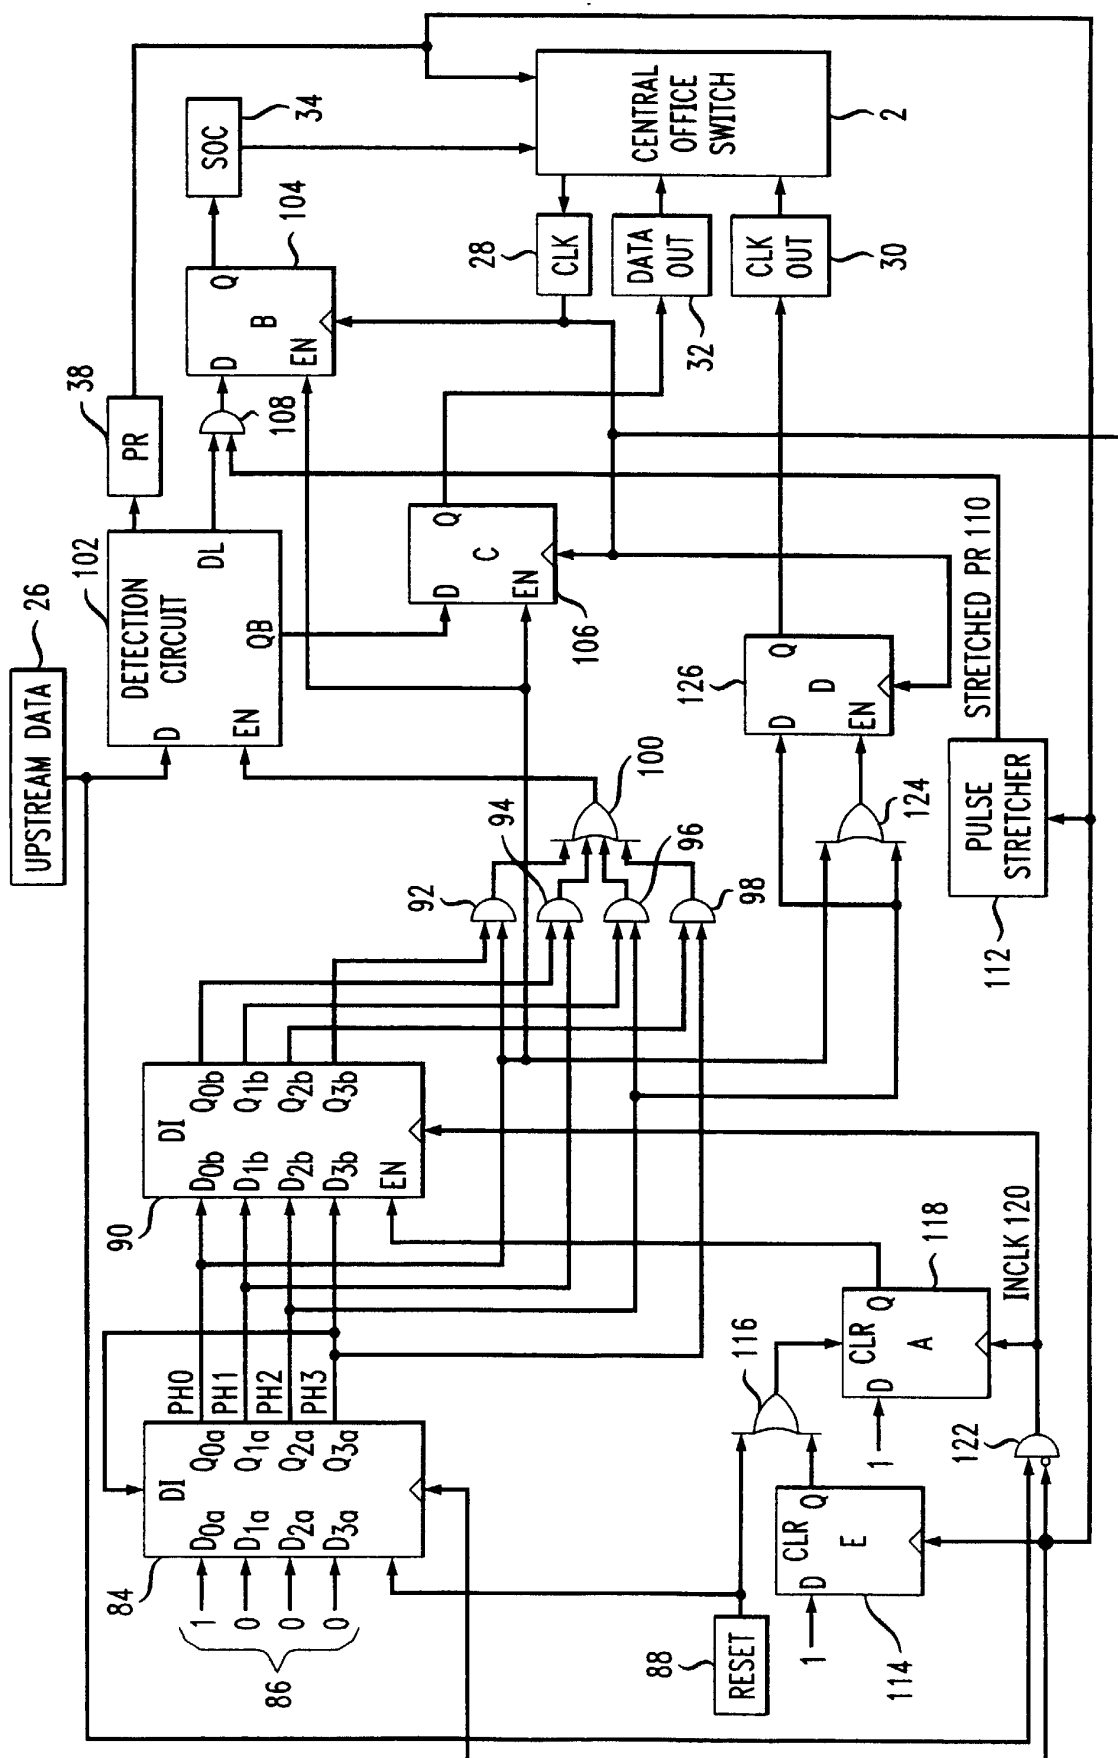 UPSTREAM DATA
26
DETECTION
CIRCUIT
102
D
EN
QB
DL
PR
38
108
D
Q
B
EN
104
SOC
34
CENTRAL
OFFICE
SWITCH
2
CLK
28
DATA
OUT
32
CLK
OUT
30
D
Q
C
EN
106
D
Q
D
EN
126
124
STRETCHED PR 110
PULSE
STRETCHER
112
92
94
96
98
100
DI
D0b
D1b
D2b
D3b
EN
Q0b
Q1b
Q2b
Q3b
90
PH0
PH1
PH2
PH3
DI
D0a
D1a
D2a
D3a
Q0a
Q1a
Q2a
Q3a
84
1
0
0
0
86
RESET
88
116
CLR
D
Q
A
1
118
CLR
D
Q
E
1
114
INCLK 120
122